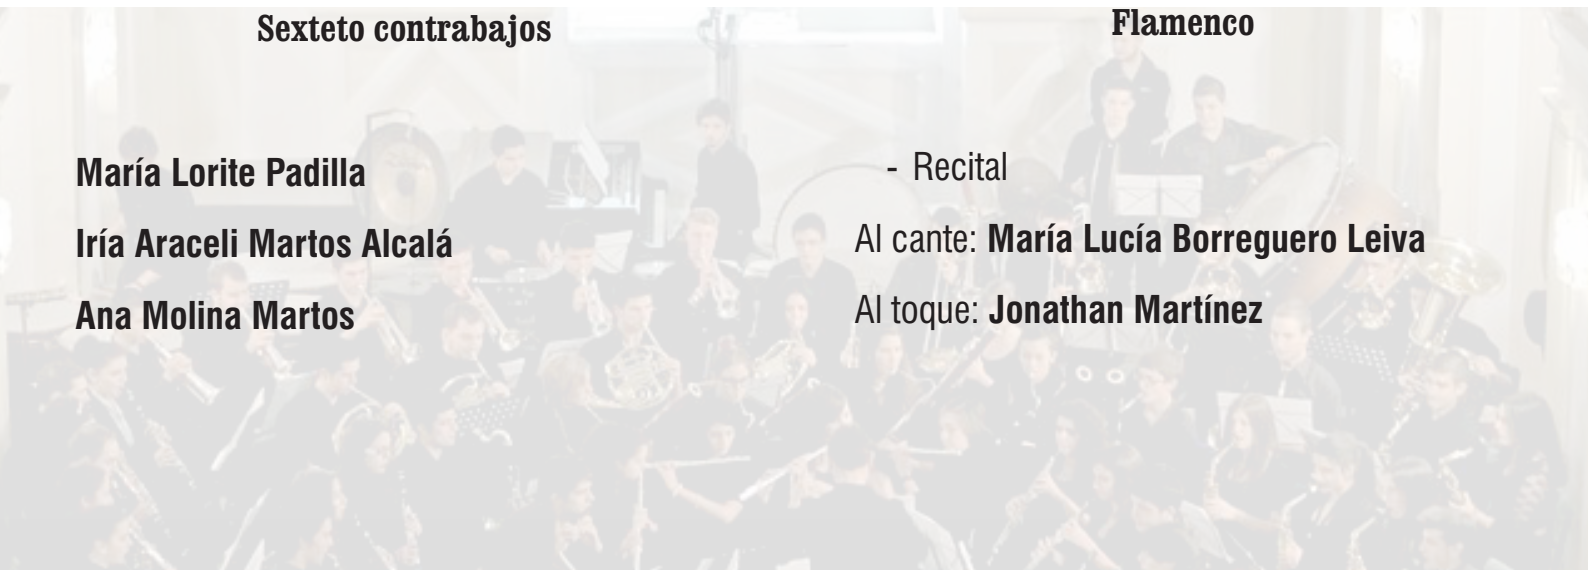 Sexteto contrabajos
María Lorite Padilla
Iría Araceli Martos Alcalá
Ana Molina Martos
Flamenco
- Recital
Al cante: María Lucía Borreguero Leiva
Al toque: Jonathan Martínez